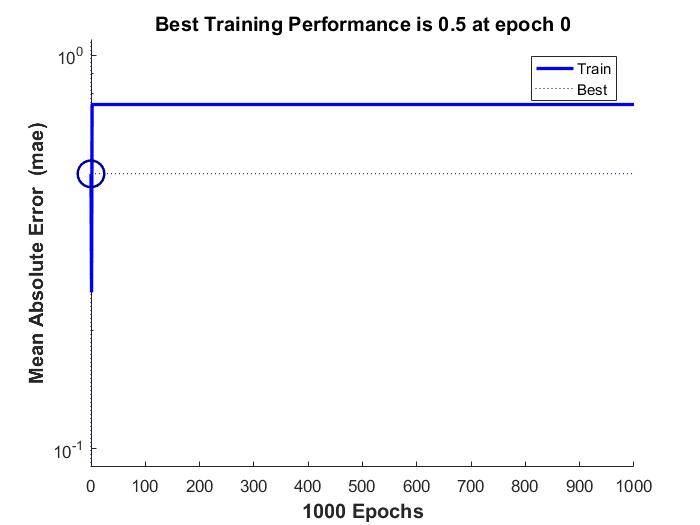 Best Training Performance is 0.5 at epoch 0
10^0
Train
Best
Mean Absolute Error (mae)
10^-1
0 100 200 300 400 500 600 700 800 900 1000
1000 Epochs